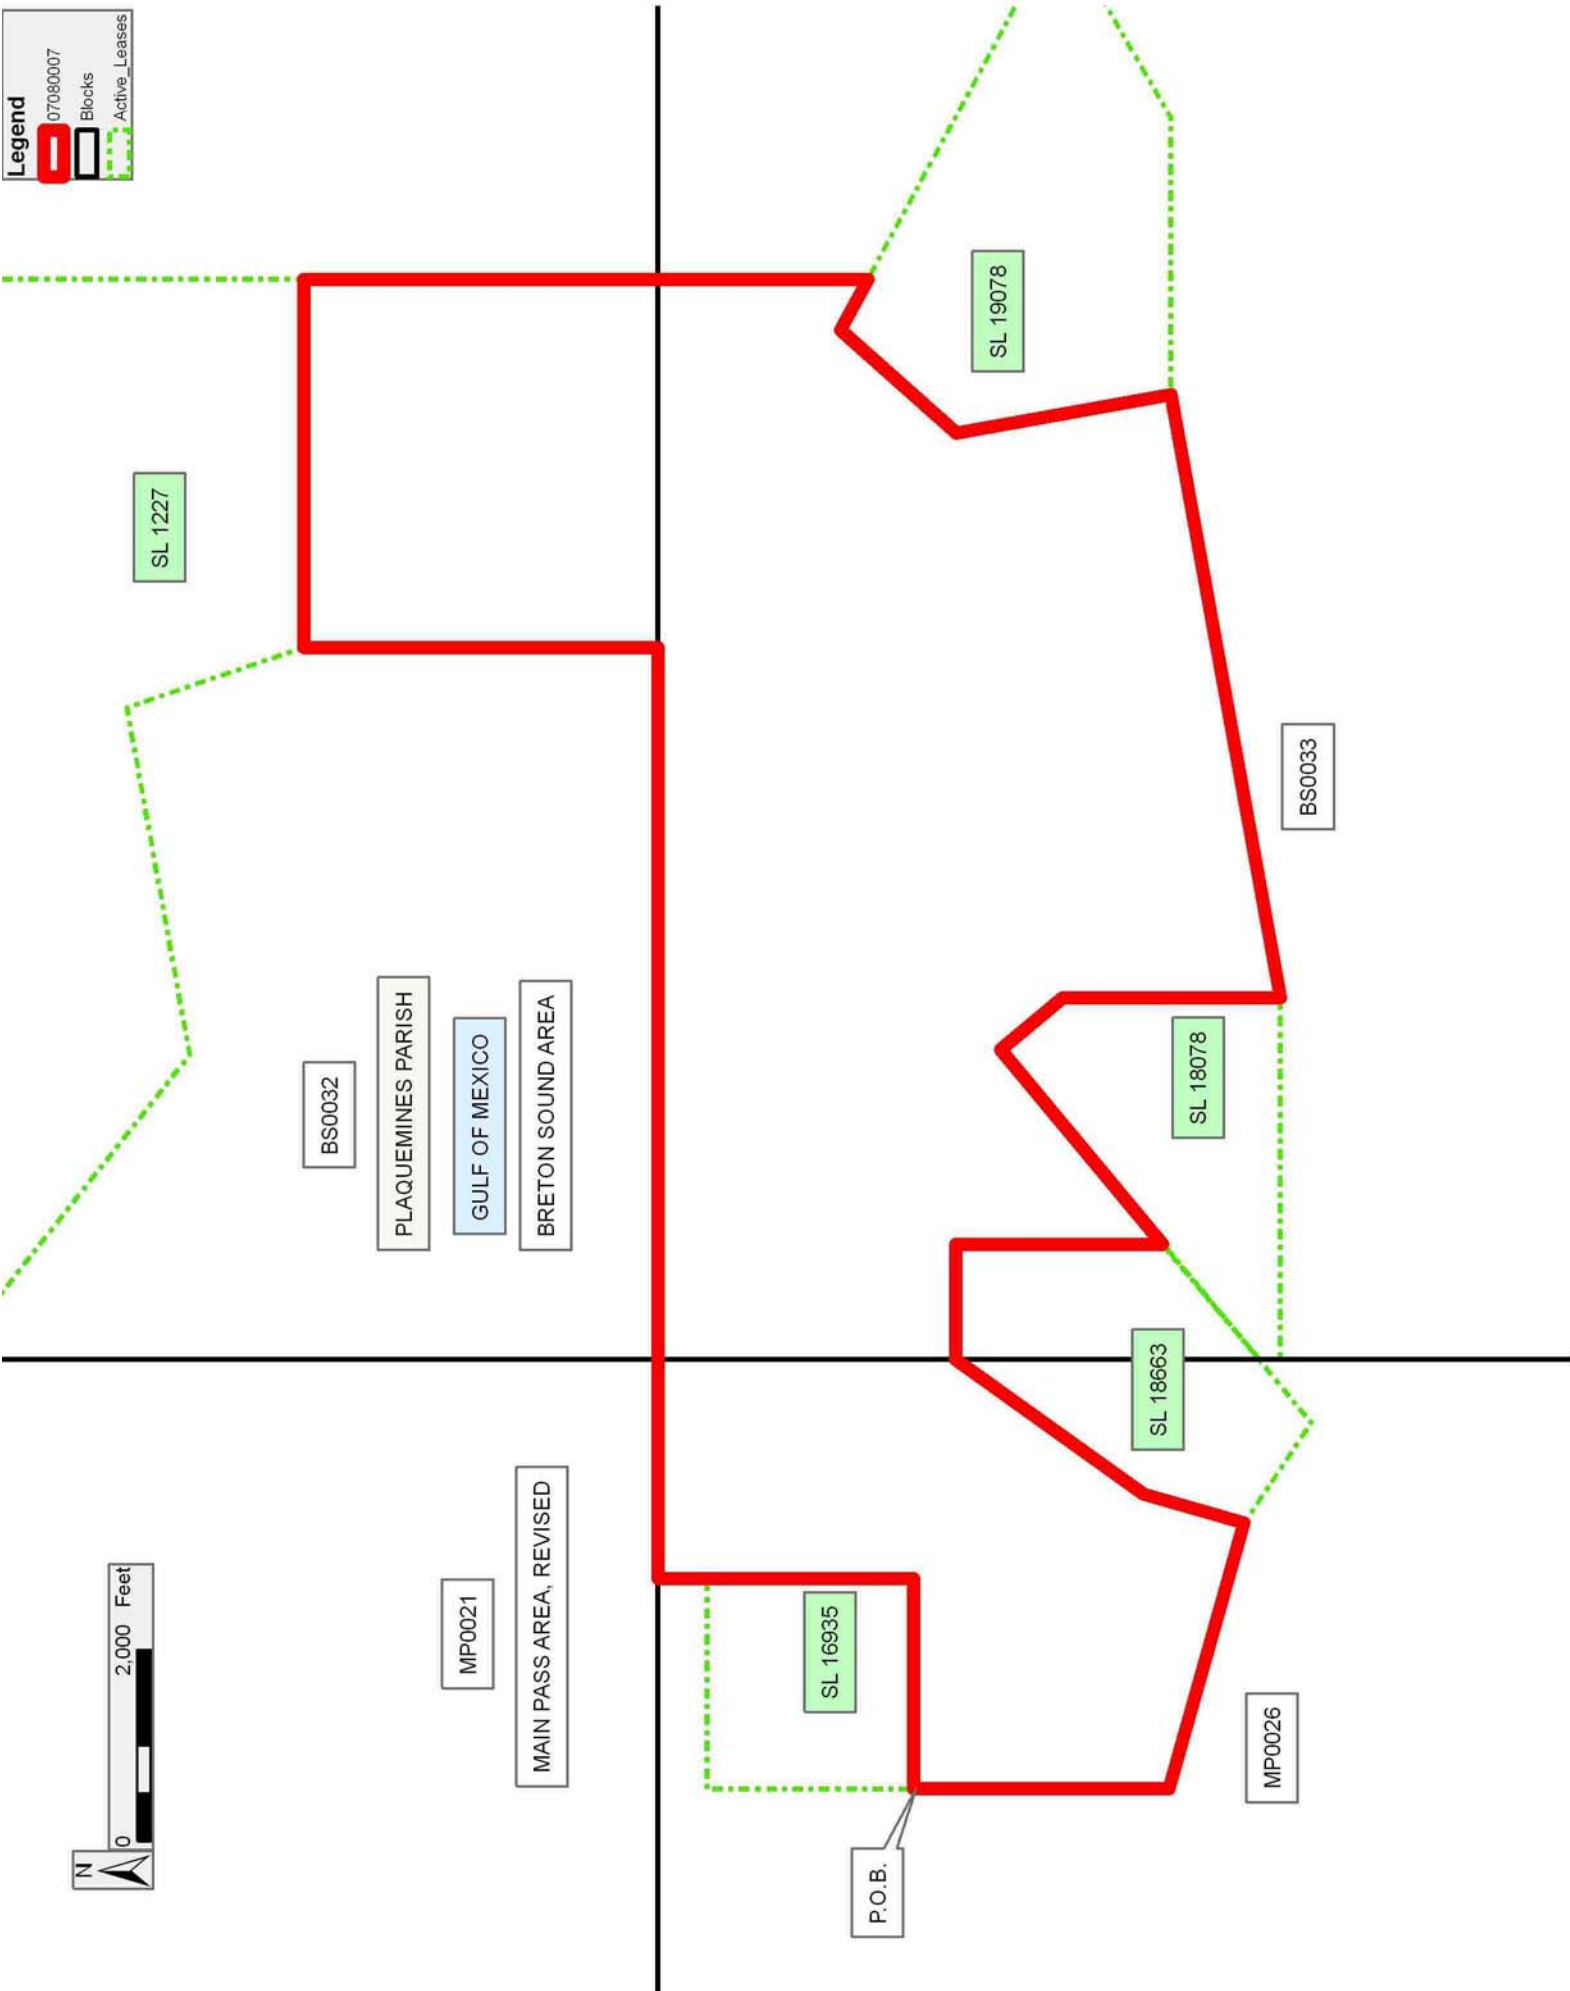 Legend
07080007
Blocks
Active_Leases
SL 1227
BS0032
PLAQUEMINES PARISH
GULF OF MEXICO
BRETON SOUND AREA
N
0 2,000 Feet
MP0021
MAIN PASS AREA, REVISED
SL 16935
P.O.B.
SL 19078
SL 18078
SL 18663
BS0033
MP0026